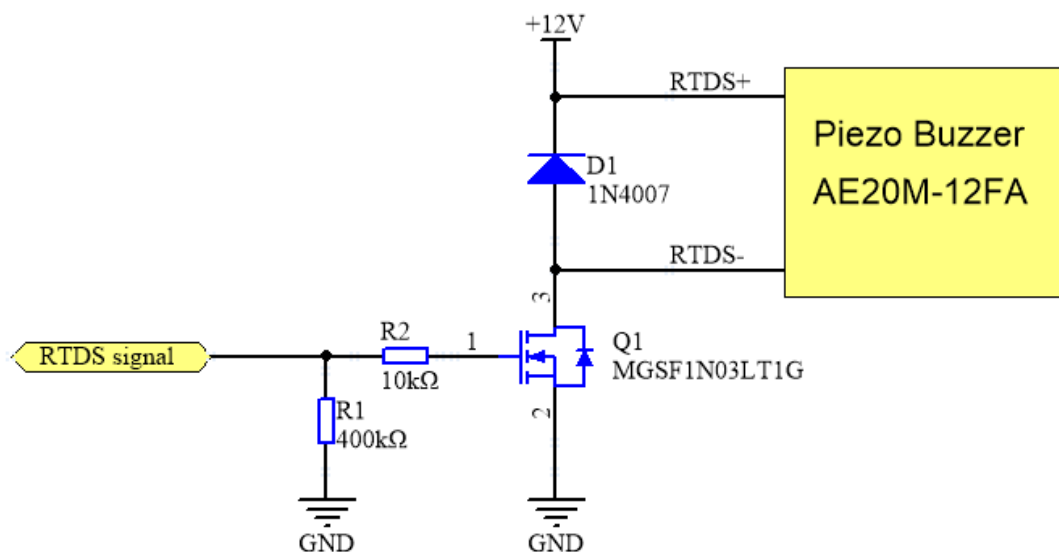 +12V
RTDS+
Piezo Buzzer
AE20M-12FA
D1
1N4007
RTDS-
3
RTDS signal
R2
10kΩ
1
Q1
MGSF1N03LT1G
2
R1
400kΩ
GND
GND